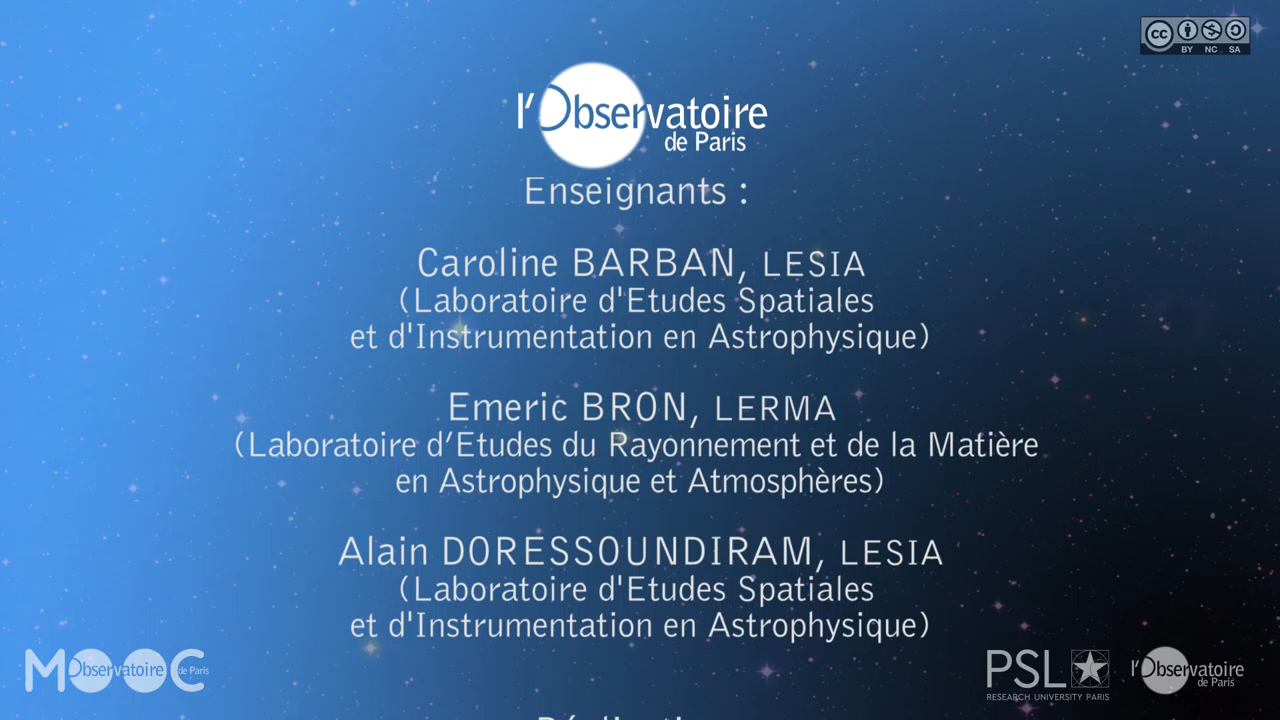 cc
BY NC SA
l'Observatoire
de Paris
Enseignants :
Caroline BARBAN, LESIA
(Laboratoire d'Etudes Spatiales
et d'Instrumentation en Astrophysique)
Emeric BRON, LERMA
(Laboratoire d’Etudes du Rayonnement et de la Matière
en Astrophysique et Atmosphères)
Alain DORESSOUNDIRAM, LESIA
(Laboratoire d'Etudes Spatiales
et d'Instrumentation en Astrophysique)
MOOC Observatoire de Paris
PSL
RESEARCH UNIVERSITY PARIS
l'Observatoire
de Paris